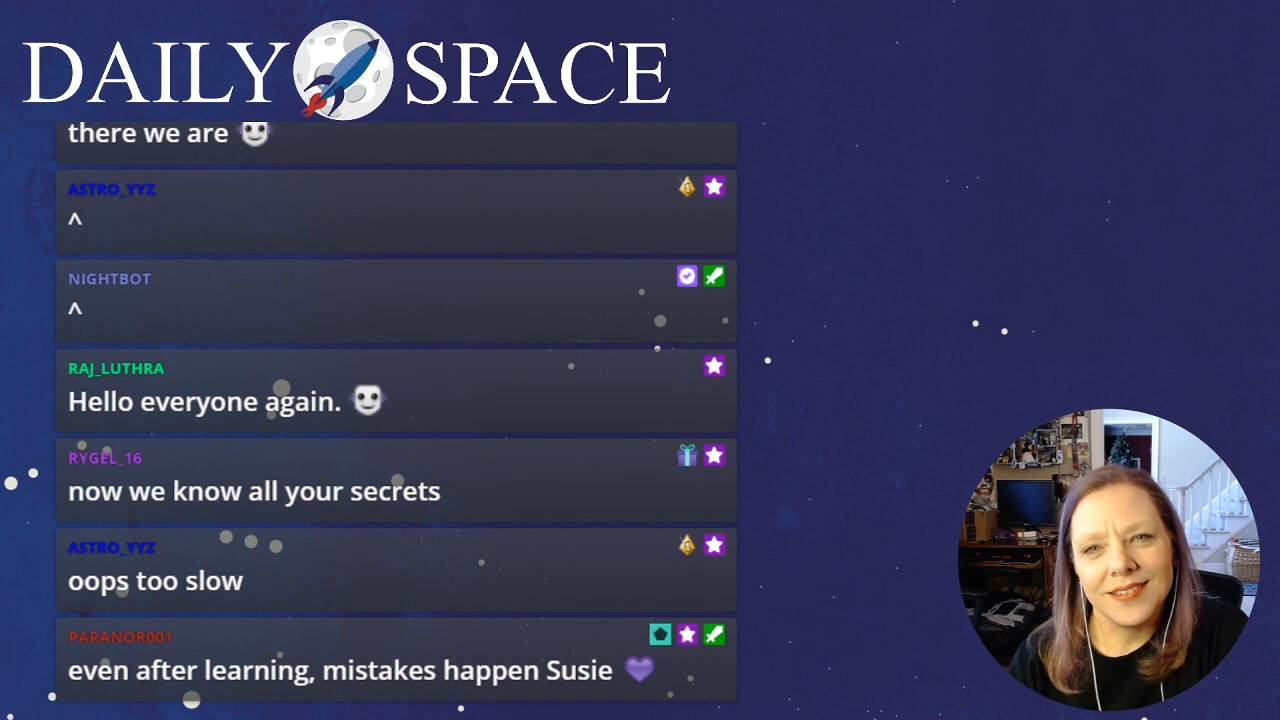 DAILY SPACE
there we are
ASTRO_YYZ
^
NIGHTBOT
^
RAJ_LUTHRA
Hello everyone again.
RYGEL_16
now we know all your secrets
ASTRO_YYZ
oops too slow
PARANOR001
even after learning, mistakes happen Susie